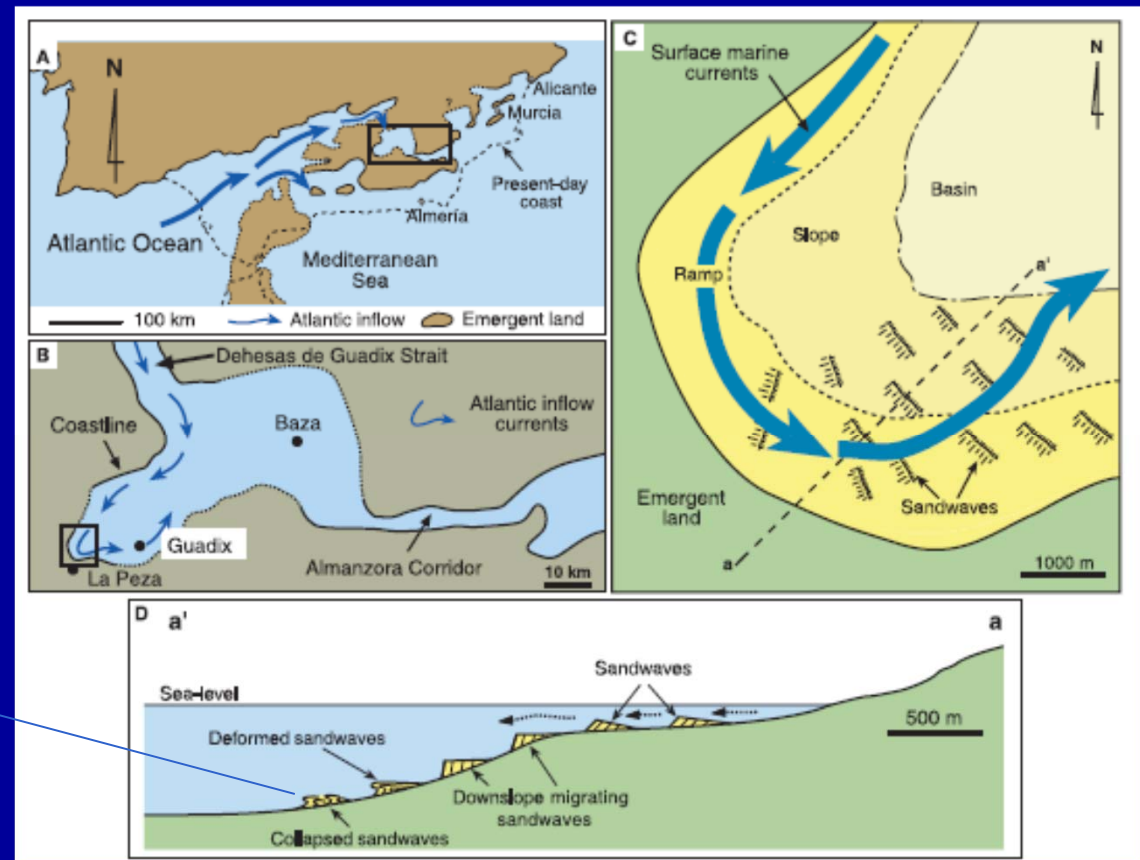 A
N
Alicante
Murcia
Present-day
coast
Almería
Atlantic Ocean
Mediterranean
Sea
100 km
Atlantic inflow
Emergent land
B
Dehesas de Guadix Strait
Coastline
Baza
Atlantic inflow
currents
Guadix
La Peza
Almanzora Corridor
10 km
C
Surface marine
currents
N
Basin
Slope
Ramp
a'
Emergent
land
Sandwaves
a
1000 m
D
a'
a
Sandwaves
Sea-level
500 m
Deformed sandwaves
Downslope migrating
sandwaves
Collapsed sandwaves